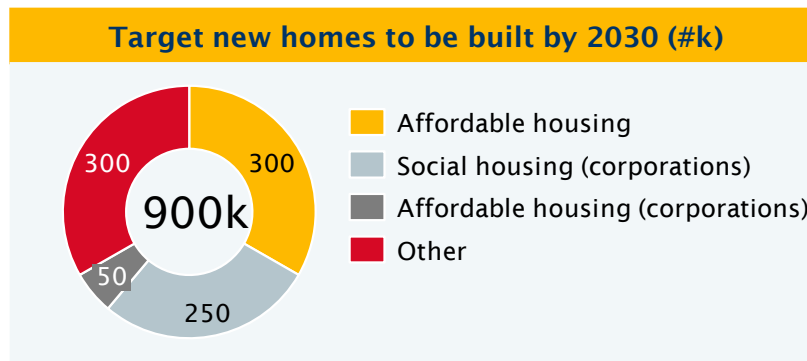 Target new homes to be built by 2030 (#k)
300
300
900k
50
250
Affordable housing
Social housing (corporations)
Affordable housing (corporations)
Other